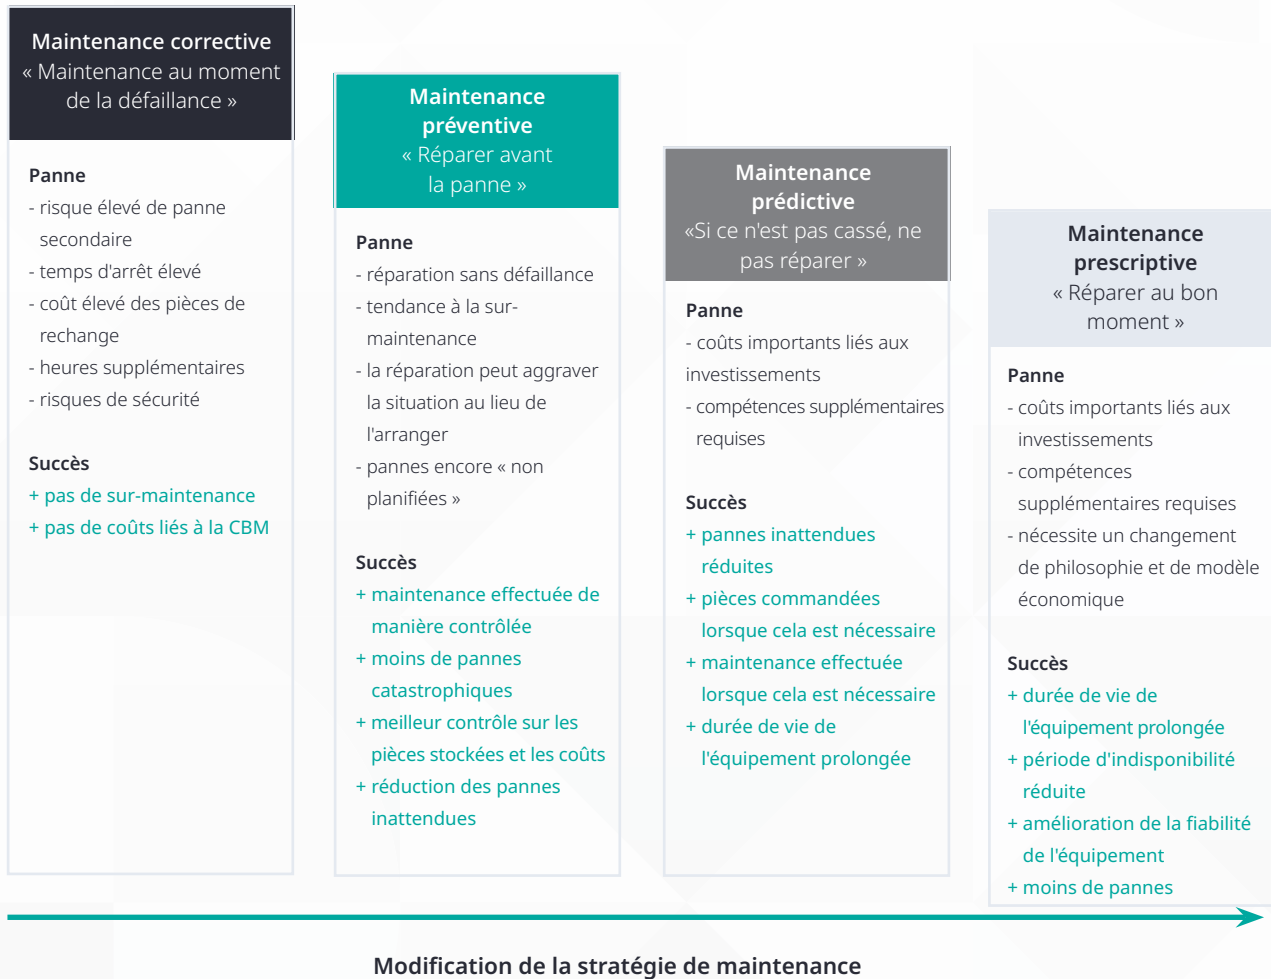 Maintenance corrective
« Maintenance au moment
de la défaillance »
Panne
- risque élevé de panne
secondaire
- temps d'arrêt élevé
- coût élevé des pièces de
rechange
- heures supplémentaires
- risques de sécurité
Succès
+ pas de sur-maintenance
+ pas de coûts liés à la CBM
Maintenance
préventive
« Réparer avant
la panne »
Panne
- réparation sans défaillance
- tendance à la sur-
maintenance
- la réparation peut aggraver
la situation au lieu de
l'arranger
- pannes encore « non
planifiées »
Succès
+ maintenance effectuée de
manière contrôlée
+ moins de pannes
catastrophiques
+ meilleur contrôle sur les
pièces stockées et les coûts
+ réduction des pannes
inattendues
Maintenance
prédictive
«Si ce n'est pas cassé, ne
pas réparer »
Panne
- coûts importants liés aux
investissements
- compétences supplémentaires
requises
Succès
+ pannes inattendues
réduites
+ pièces commandées
lorsque cela est nécessaire
+ maintenance effectuée
lorsque cela est nécessaire
+ durée de vie de
l'équipement prolongée
Maintenance
prescriptive
« Réparer au bon
moment »
Panne
- coûts importants liés aux
investissements
- compétences
supplémentaires requises
- nécessite un changement
de philosophie et de modèle
économique
Succès
+ durée de vie de
l'équipement prolongée
+ période d'indisponibilité
réduite
+ amélioration de la fiabilité
de l'équipement
+ moins de pannes
Modification de la stratégie de maintenance